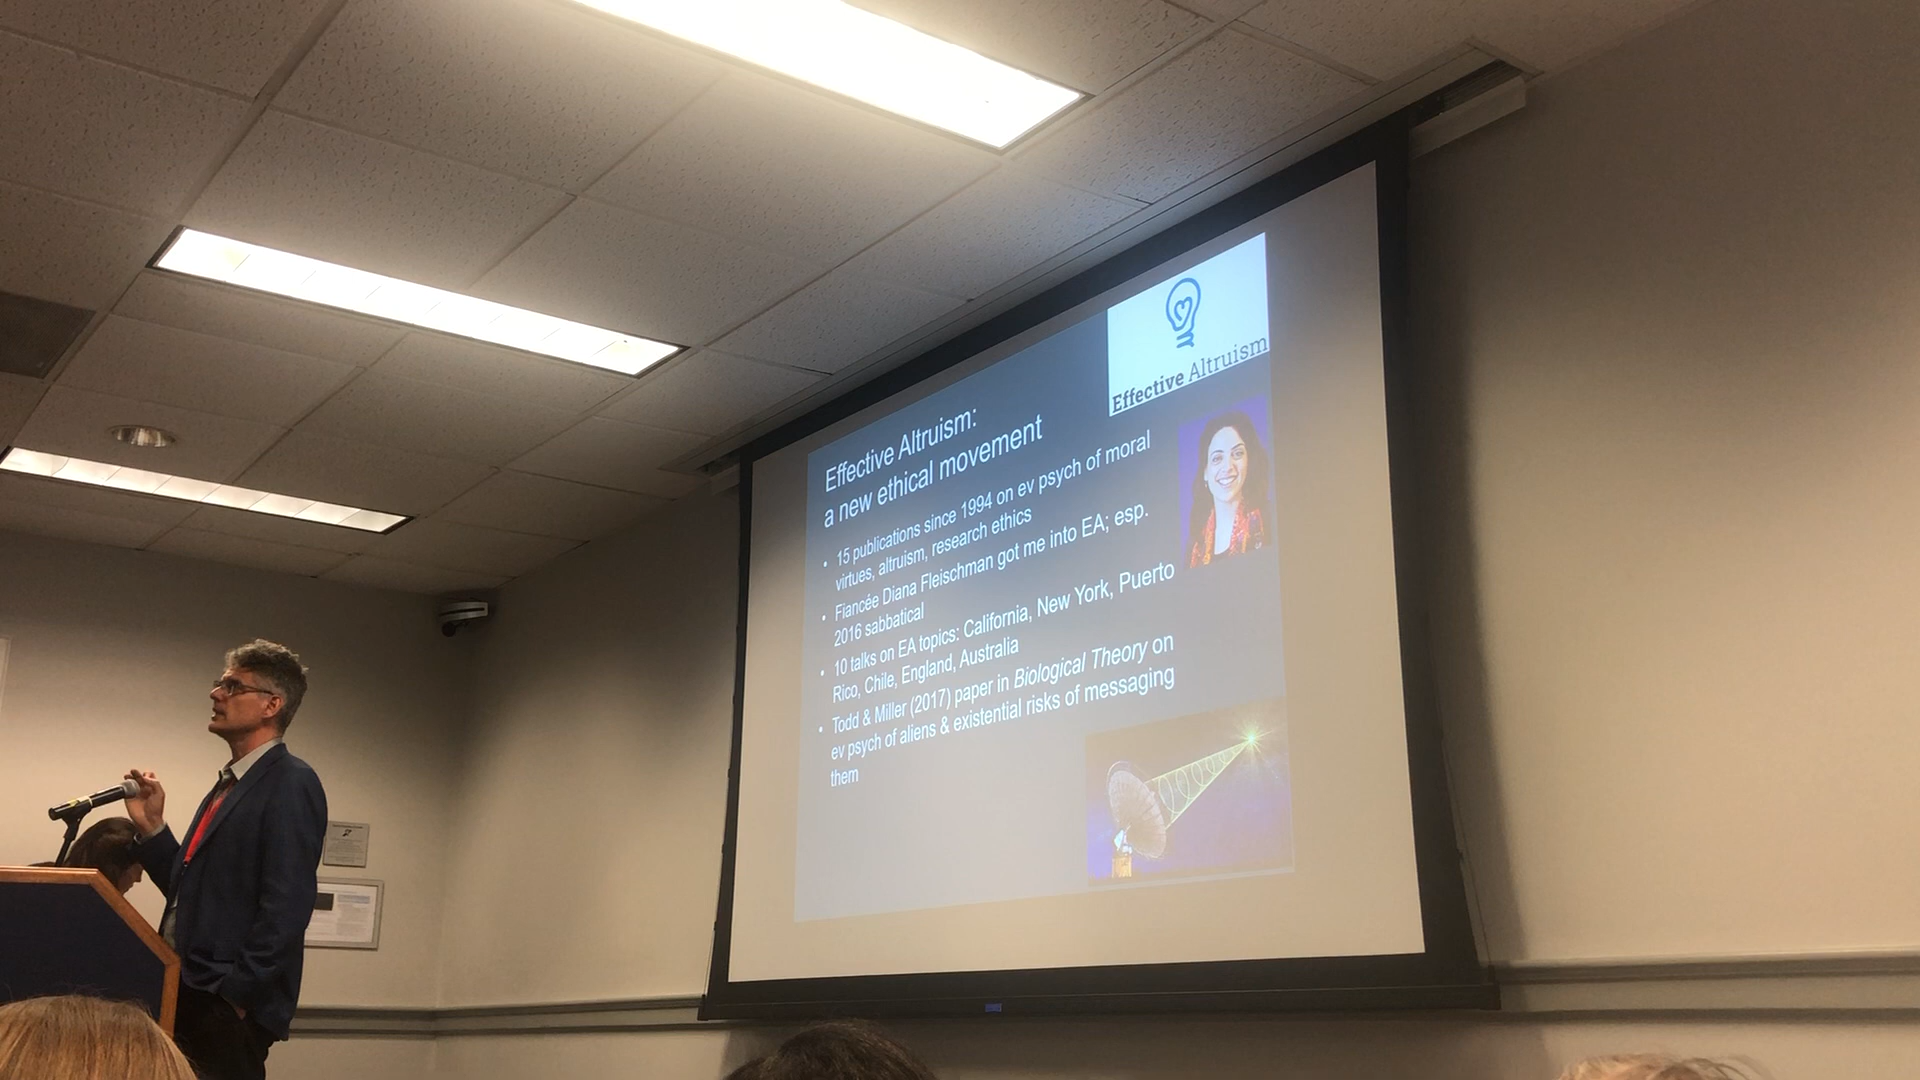 Effective Altruism
Effective Altruism:
a new ethical movement
• 15 publications since 1994 on ev psych of moral
virtues, altruism, research ethics
• Fiancée Diana Fleischman got me into EA; esp.
2016 sabbatical
• 10 talks on EA topics: California, New York, Puerto
Rico, Chile, England, Australia
• Todd & Miller (2017) paper in Biological Theory on
ev psych of aliens & existential risks of messaging
them